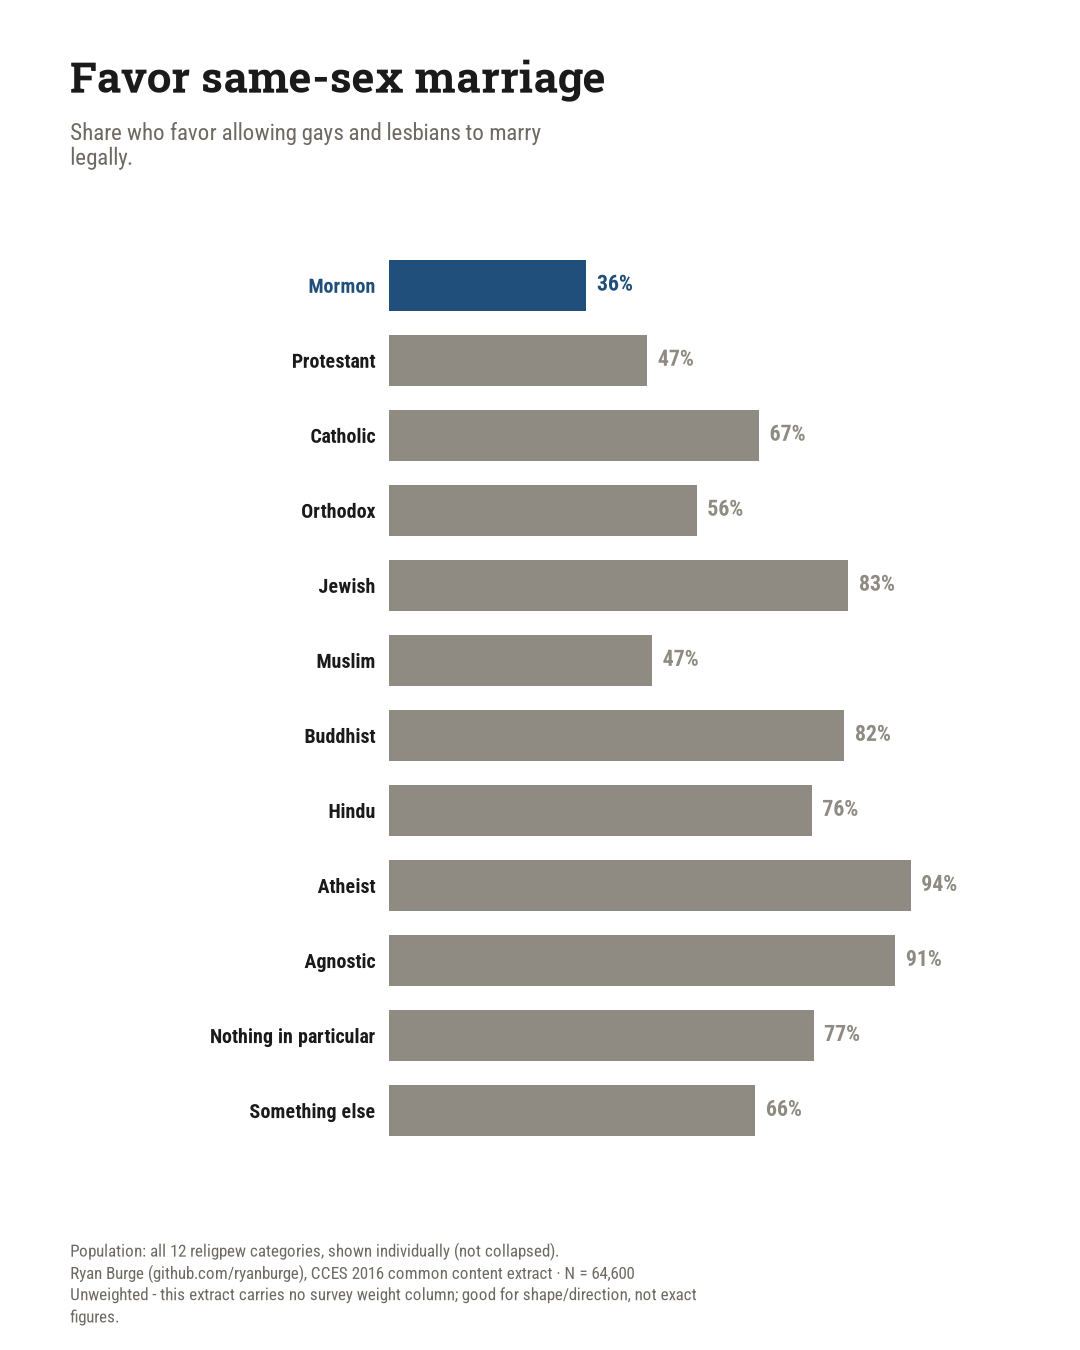 Favor same-sex marriage
Share who favor allowing gays and lesbians to marry
legally.
Mormon 36%
Protestant 47%
Catholic 67%
Orthodox 56%
Jewish 83%
Muslim 47%
Buddhist 82%
Hindu 76%
Atheist 94%
Agnostic 91%
Nothing in particular 77%
Something else 66%
Population: all 12 religpew categories, shown individually (not collapsed).
Ryan Burge (github.com/ryanburge), CCES 2016 common content extract · N = 64,600
Unweighted - this extract carries no survey weight column; good for shape/direction, not exact
figures.